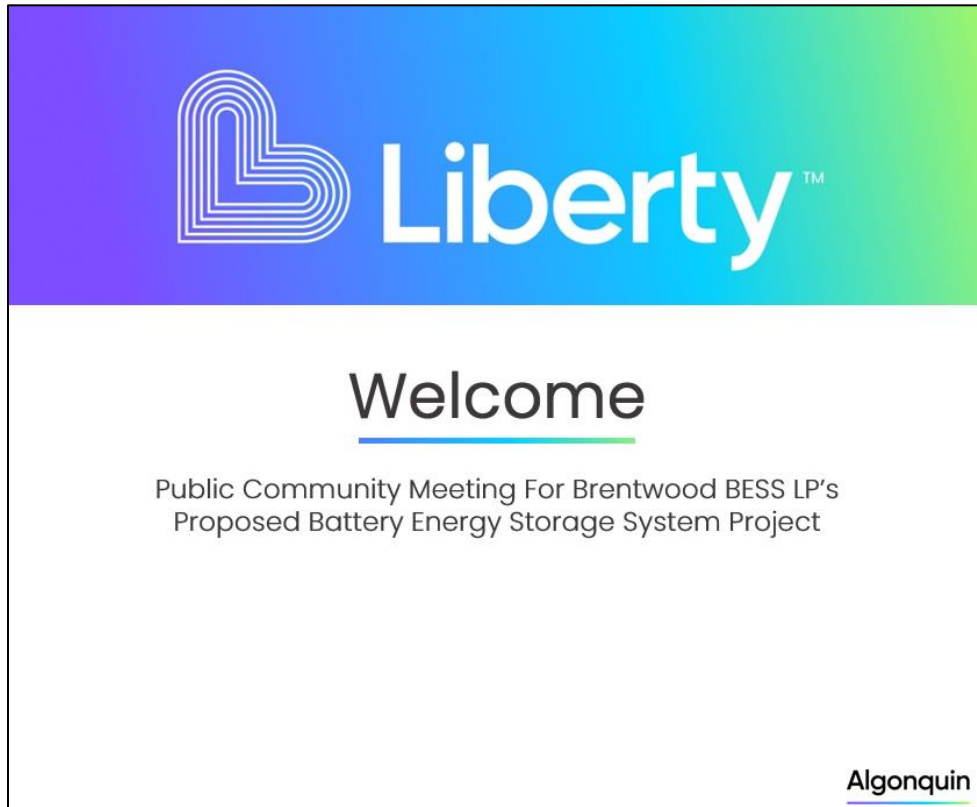 Liberty™
Welcome
Public Community Meeting For Brentwood BESS LP's
Proposed Battery Energy Storage System Project
Algonquin